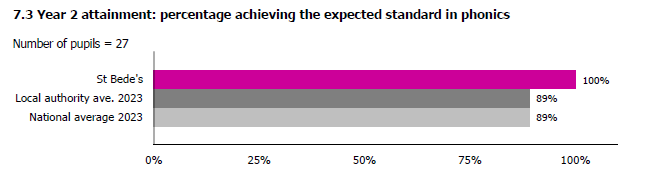 7.3 Year 2 attainment: percentage achieving the expected standard in phonics
Number of pupils = 27
St Bede's 100%
Local authority ave. 2023 89%
National average 2023 89%
0% 25% 50% 75% 100%